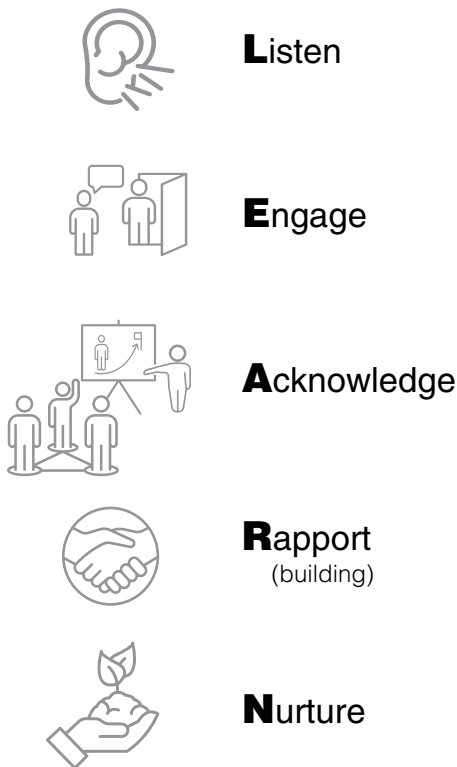 Listen
Engage
Acknowledge
Rapport
(building)
Nurture